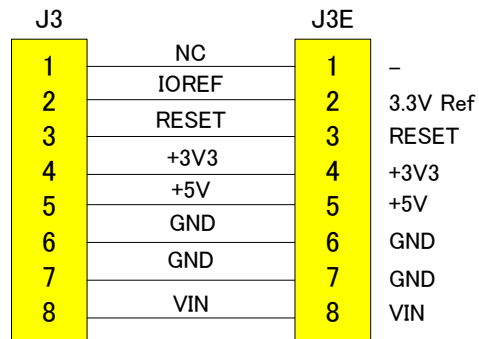 J3 J3E
NC
1 1 –
IOREF
2 2 3.3V Ref
RESET
3 3 RESET
+3V3
4 4 +3V3
+5V
5 5 +5V
GND
6 6 GND
GND
7 7 GND
VIN
8 8 VIN